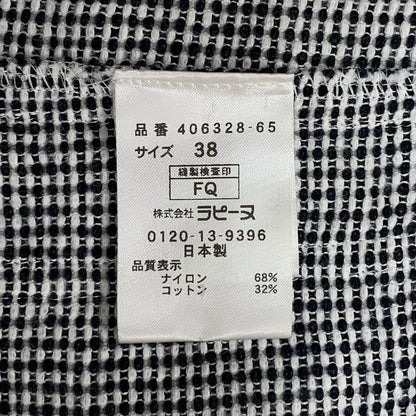 品番 406328-65
サイズ 38
縫製検査印
FQ
株式会社 ラピーヌ
0120-13-9396
日本製
品質表示
ナイロン 68%
コットン 32%